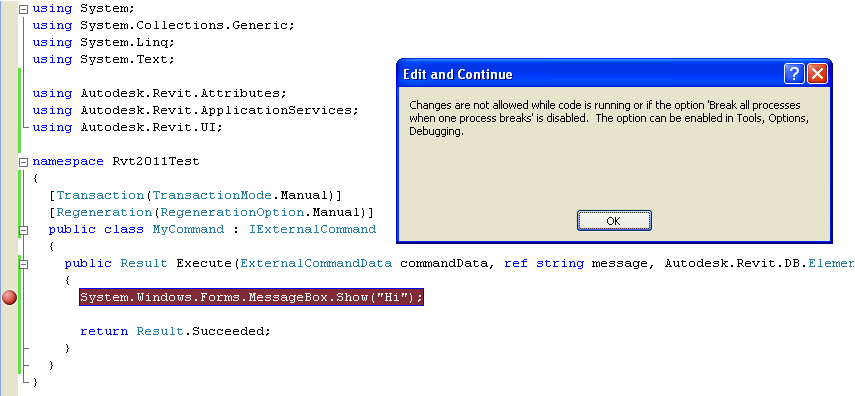 using System;
using System.Collections.Generic;
using System.Linq;
using System.Text;
using Autodesk.Revit.Attributes;
using Autodesk.Revit.ApplicationServices;
using Autodesk.Revit.UI;
namespace Rvt2011Test
{
[Transaction(TransactionMode.Manual)]
[Regeneration(RegenerationOption.Manual)]
public class MyCommand : IExternalCommand
{
public Result Execute(ExternalCommandData commandData, ref string message, Autodesk.Revit.DB.Elemen
{
System.Windows.Forms.MessageBox.Show("Hi");
return Result.Succeeded;
}
}
}
Edit and Continue
Changes are not allowed while code is running or if the option 'Break all processes
when one process breaks' is disabled. The option can be enabled in Tools, Options,
Debugging.
OK